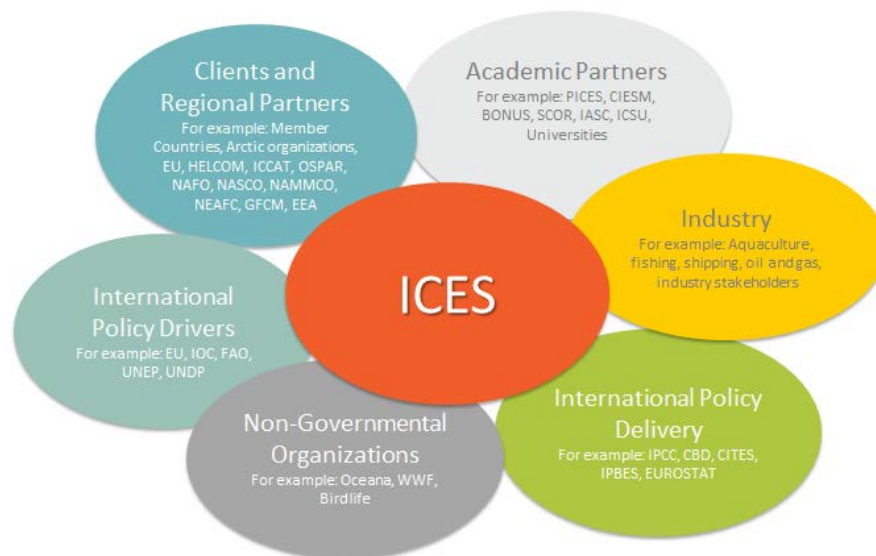 Clients and
Regional Partners
For example: Member
Countries, Arctic organizations,
EU, HELCOM, ICCAT, OSPAR,
NAFO, NASCO, NAMMCO,
NEAFC, GFCM, EEA
Academic Partners
For example: PICES, CIESM,
BONUS, SCOR, IASC, ICSU,
Universities
Industry
For example: Aquaculture,
fishing, shipping, oil and gas,
industry stakeholders
ICES
International
Policy Drivers
For example: EU, IOC, FAO,
UNEP, UNDP
Non-Governmental
Organizations
For example: Oceana, WWF,
Birdlife
International Policy
Delivery
For example: IPCC, CBD, CITES,
IPBES, EUROSTAT